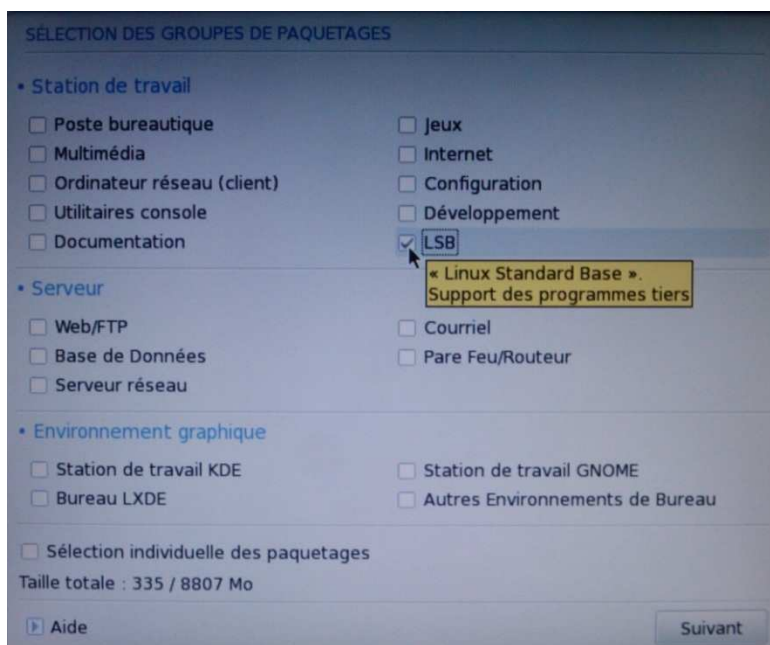 SÉLECTION DES GROUPES DE PAQUETAGES
• Station de travail
Poste bureautique
Jeux
Multimédia
Internet
Ordinateur réseau (client)
Configuration
Utilitaires console
Développement
Documentation
LSB
« Linux Standard Base ».
Support des programmes tiers
• Serveur
Web/FTP
Courriel
Base de Données
Pare Feu/Routeur
Serveur réseau
• Environnement graphique
Station de travail KDE
Station de travail GNOME
Bureau LXDE
Autres Environnements de Bureau
Sélection individuelle des paquetages
Taille totale : 335 / 8807 Mo
Aide
Suivant